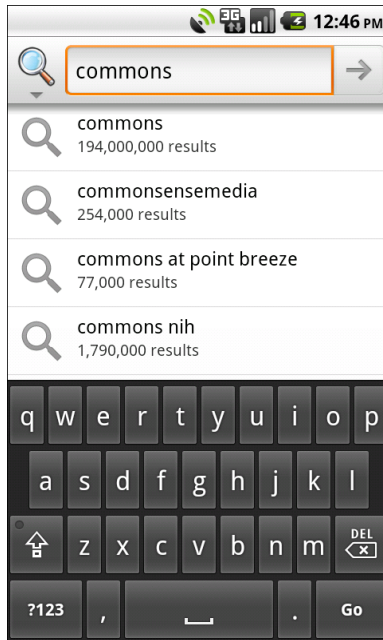 3G 12:46 PM
commons
commons
194,000,000 results
commonsensemedia
254,000 results
commons at point breeze
77,000 results
commons nih
1,790,000 results
q w e r t y u i o p
a s d f g h j k l
z x c v b n m DEL
?123 , . Go